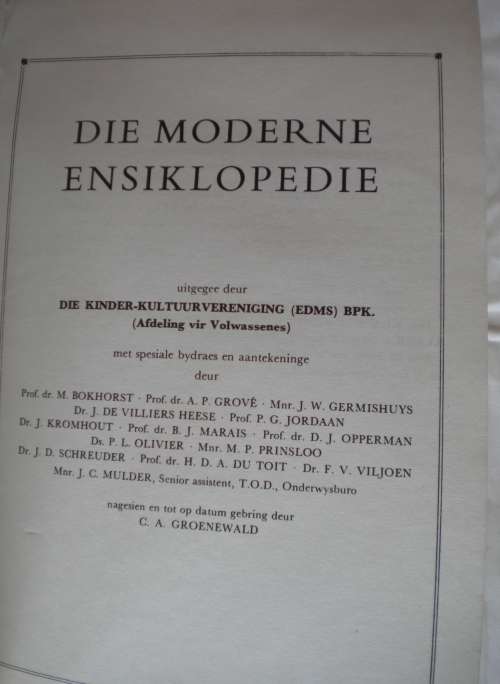 DIE MODERNE
ENSIKLOPEDIE
uitgegee deur
DIE KINDER-KULTUURVERENIGING (EDMS) BPK.
(Afdeling vir Volwassenes)
met spesiale bydraes en aantekeninge
deur
Prof. dr. M. BOKHORST · Prof. dr. A. P. GROVÉ · Mnr. J. W. GERMISHUYS
Dr. J. DE VILLIERS HEESE · Prof. P. G. JORDAAN
Dr. J. KROMHOUT · Prof. dr. B. J. MARAIS · Prof. dr. D. J. OPPERMAN
Ds. P. L. OLIVIER · Mnr. M. P. PRINSLOO
Dr. J. D. SCHREUDER · Prof. dr. H. D. A. DU TOIT · Dr. F. V. VILJOEN
Mnr. J. C. MULDER, Senior assistent, T.O.D., Onderwysburo
nagesien en tot op datum gebring deur
C. A. GROENEWALD